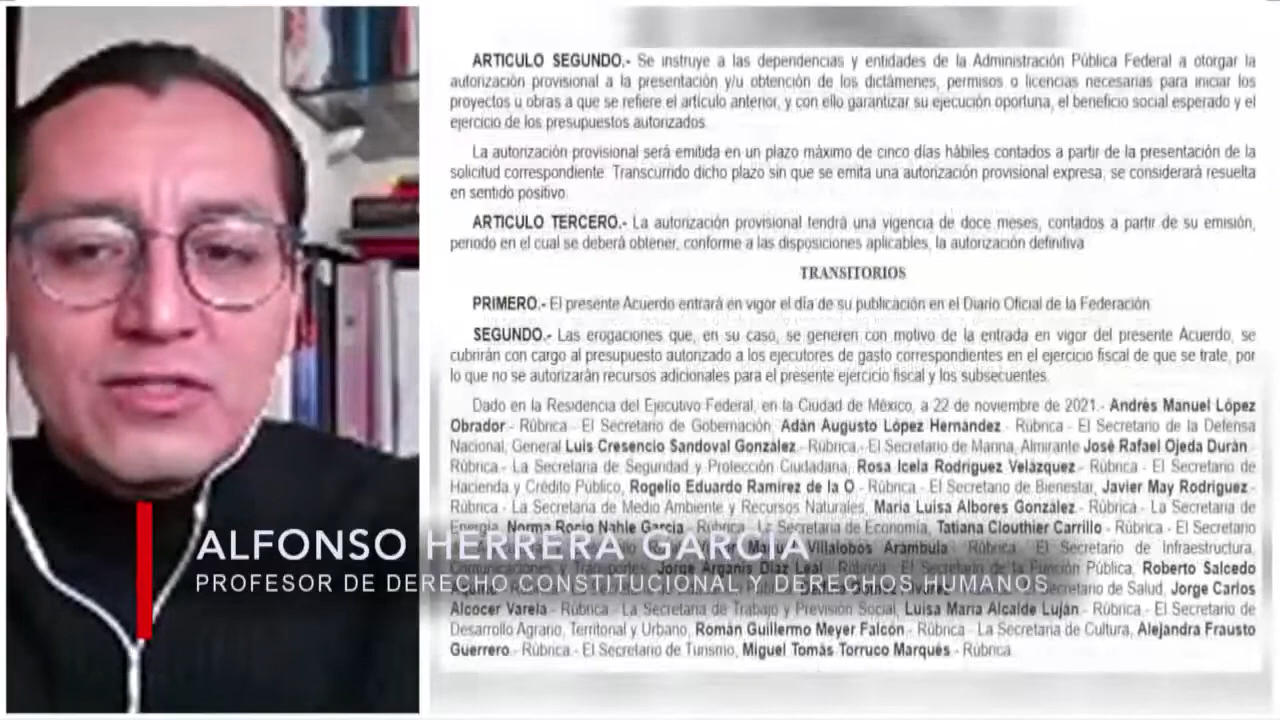 ARTICULO SEGUNDO.- Se instruye a las dependencias y entidades de la Administración Pública Federal a otorgar la
autorización provisional a la presentación y/u obtención de los dictámenes, permisos o licencias necesarias para iniciar los
proyectos u obras a que se refiere el artículo anterior, y con ello garantizar su ejecución oportuna, el beneficio social esperado y el
ejercicio de los presupuestos autorizados.
La autorización provisional será emitida en un plazo máximo de cinco días hábiles contados a partir de la presentación de la
solicitud correspondiente. Transcurrido dicho plazo sin que se emita una autorización provisional expresa, se considerará resuelta
en sentido positivo.
ARTICULO TERCERO.- La autorización provisional tendrá una vigencia de doce meses, contados a partir de su emisión,
periodo en el cual se deberá obtener, conforme a las disposiciones aplicables, la autorización definitiva
TRANSITORIOS
PRIMERO.- El presente Acuerdo entrará en vigor el día de su publicación en el Diario Oficial de la Federación
SEGUNDO.- Las erogaciones que, en su caso, se generen con motivo de la entrada en vigor del presente Acuerdo, se
cubrirán con cargo al presupuesto autorizado a los ejecutores de gasto correspondientes en el ejercicio fiscal de que se trate, por
lo que no se autorizarán recursos adicionales para el presente ejercicio fiscal y los subsecuentes.
Dado en la Residencia del Ejecutivo Federal, en la Ciudad de México, a 22 de noviembre de 2021.- Andrés Manuel López
Obrador - Rúbrica - El Secretario de Gobernación, Adán Augusto López Hernández - Rúbrica - El Secretario de la Defensa
Nacional, General Luis Cresencio Sandoval González - Rúbrica - El Secretario de Marina, Almirante José Rafael Ojeda Durán -
Rúbrica - La Secretaria de Seguridad y Protección Ciudadana, Rosa Icela Rodríguez Velázquez - Rúbrica - El Secretario de
Hacienda y Crédito Público, Rogelio Eduardo Ramírez de la O - Rúbrica - El Secretario de Bienestar, Javier May Rodríguez -
Rúbrica - La Secretaria de Medio Ambiente y Recursos Naturales, María Luisa Albores González - Rúbrica - La Secretaria de
Energía, Norma Rocío Nahle García - Rúbrica - La Secretaria de Economía, Tatiana Clouthier Carrillo - Rúbrica - El Secretario
ALFONSO HERRERA GARCÍA
Villalobos Arámbula - Rúbrica - El Secretario de Infraestructura,
Comunicaciones y Transportes, Jorge Arganis Díaz Leal - Rúbrica - El Secretario de la Función Pública, Roberto Salcedo
PROFESOR DE DERECHO CONSTITUCIONAL Y DERECHOS HUMANOS
Secretario de Salud, Jorge Carlos
Alcocer Varela - Rúbrica - La Secretaria de Trabajo y Previsión Social, Luisa María Alcalde Luján - Rúbrica - El Secretario de
Desarrollo Agrario, Territorial y Urbano, Román Guillermo Meyer Falcón - Rúbrica - La Secretaria de Cultura, Alejandra Frausto
Guerrero - Rúbrica - El Secretario de Turismo, Miguel Tomás Torruco Marqués - Rúbrica